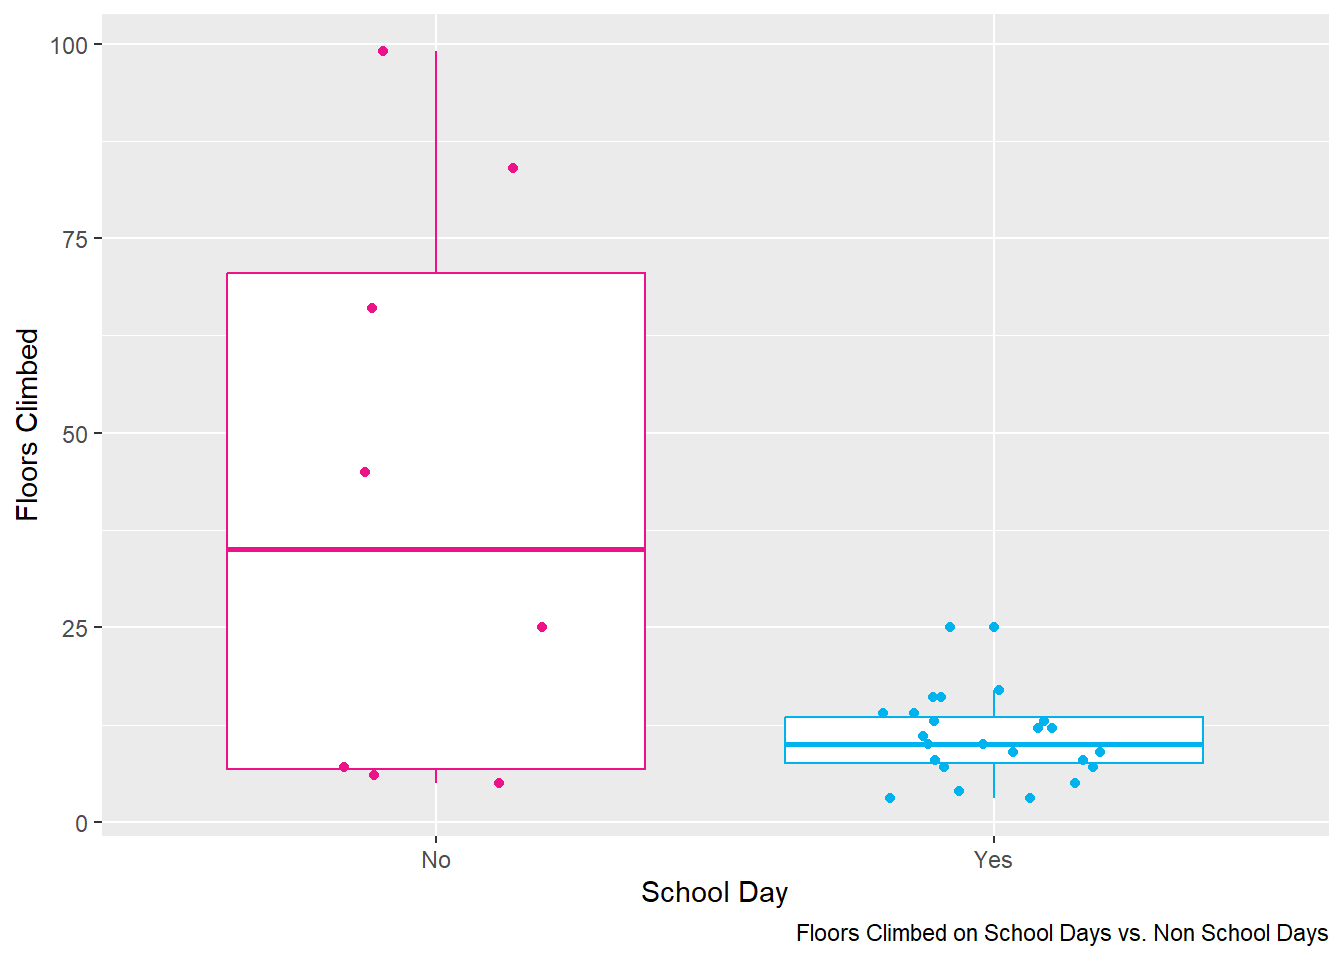 100
75
50
25
0
Floors Climbed
No
Yes
School Day
Floors Climbed on School Days vs. Non School Days